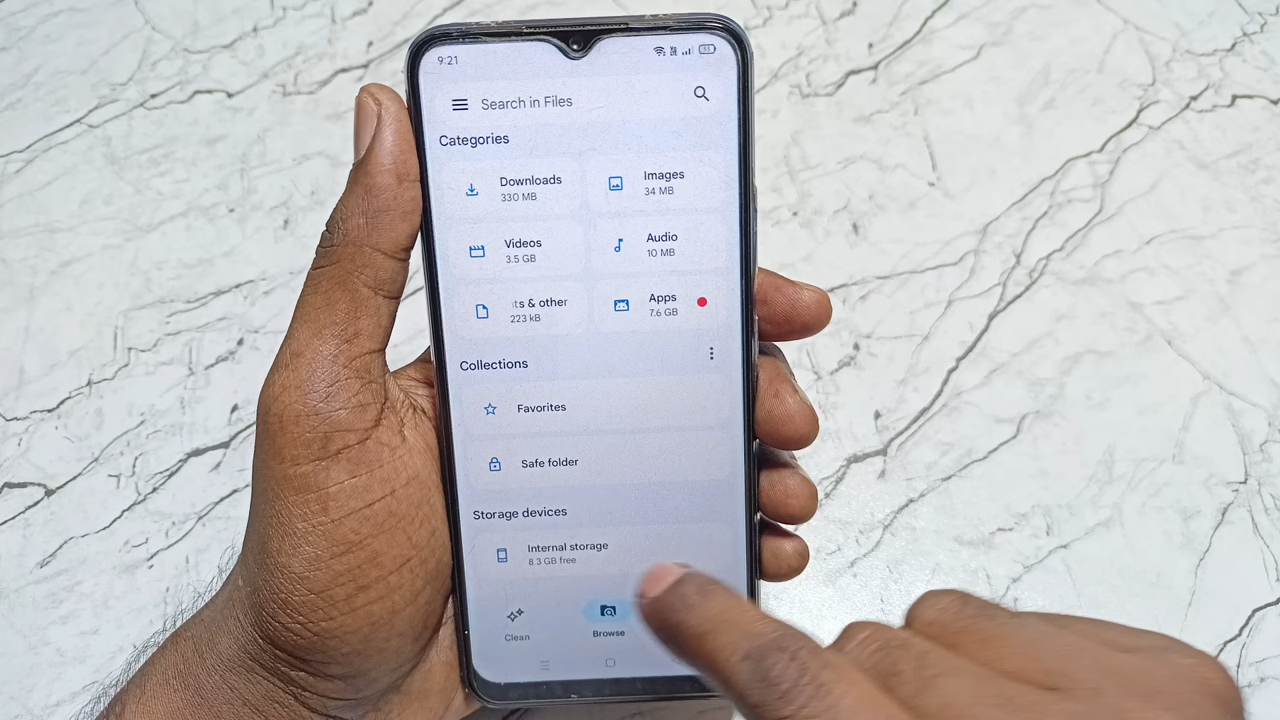 9:21
Search in Files
Categories
Downloads
330 MB
Images
34 MB
Videos
3.5 GB
Audio
10 MB
ts & other
223 kB
Apps
7.6 GB
Collections
Favorites
Safe folder
Storage devices
Internal storage
8.3 GB free
Clean
Browse